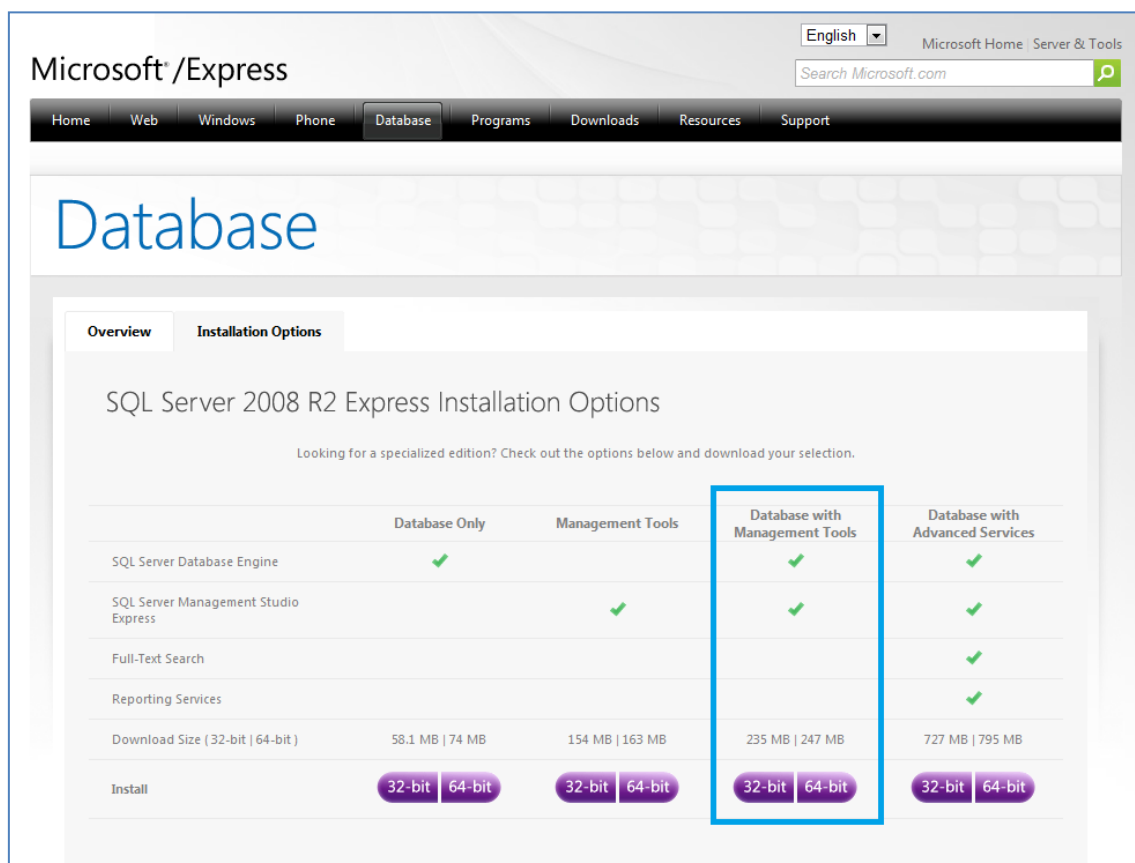 English
Microsoft Home | Server & Tools
Microsoft®/Express
Search Microsoft.com
Home Web Windows Phone Database Programs Downloads Resources Support
Database
Overview Installation Options
SQL Server 2008 R2 Express Installation Options
Looking for a specialized edition? Check out the options below and download your selection.
Database Only Management Tools Database with Management Tools Database with Advanced Services
SQL Server Database Engine
SQL Server Management Studio
Express
Full-Text Search
Reporting Services
Download Size ( 32-bit | 64-bit ) 58.1 MB | 74 MB 154 MB | 163 MB 235 MB | 247 MB 727 MB | 795 MB
Install 32-bit 64-bit 32-bit 64-bit 32-bit 64-bit 32-bit 64-bit